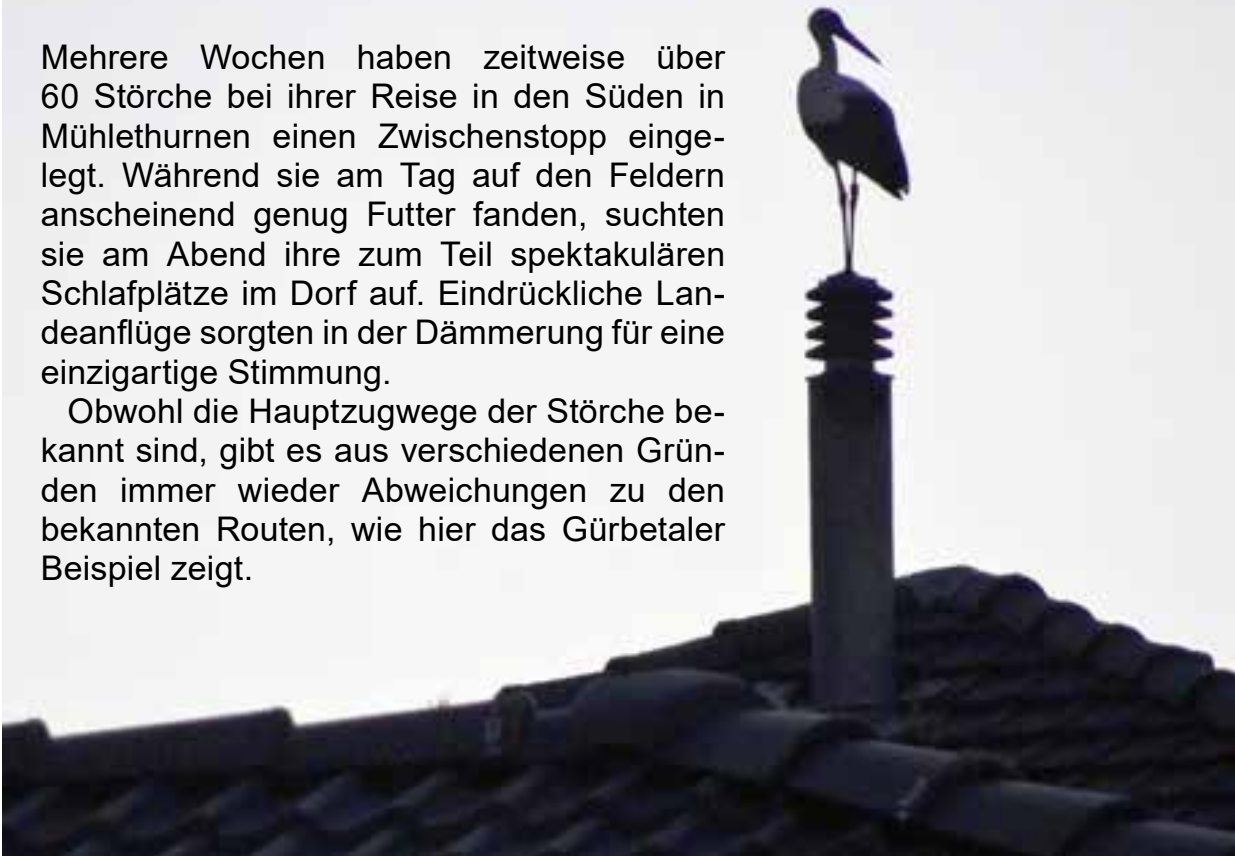 Mehrere Wochen haben zeitweise über
60 Störche bei ihrer Reise in den Süden in
Mühlethurnen einen Zwischenstopp einge-
legt. Während sie am Tag auf den Feldern
anscheinend genug Futter fanden, suchten
sie am Abend ihre zum Teil spektakulären
Schlafplätze im Dorf auf. Eindrückliche Lan-
deanflüge sorgten in der Dämmerung für eine
einzigartige Stimmung.
Obwohl die Hauptzugwege der Störche be-
kannt sind, gibt es aus verschiedenen Grün-
den immer wieder Abweichungen zu den
bekannten Routen, wie hier das Gürbetaler
Beispiel zeigt.